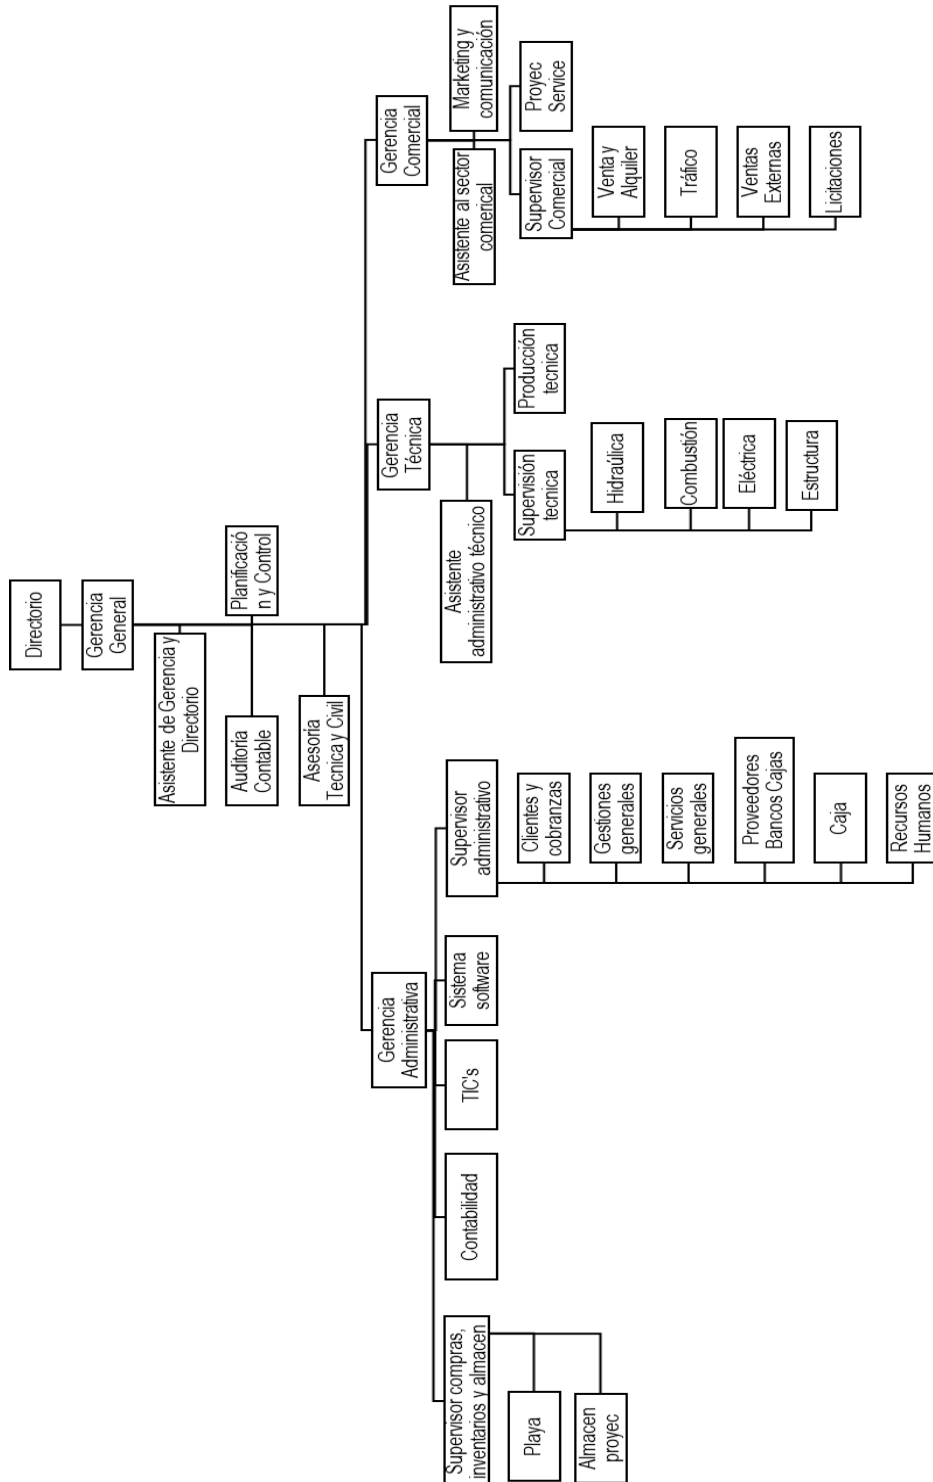 Directorio
Gerencia
General
Asistente de Gerencia y
Directorio
Auditoría
Contable
Planificació
n y Control
Asesoría
Tecnica y Civil
Gerencia
Administrativa
Supervisor compras,
inventarios y almacen
Playa
Almacen
proyec
Contabilidad
TIC's
Sistema
software
Supervisor
administrativo
Clientes y
cobranzas
Gestiones
generales
Servicios
generales
Proveedores
Bancos Cajas
Caja
Recursos
Humanos
Gerencia
Técnica
Asistente
administrativo técnico
Supervisión
tecnica
Hidraúlica
Combustión
Eléctrica
Estructura
Producción
tecnica
Gerencia
Comercial
Asistente al sector
comerical
Marketing y
comunicación
Supervisor
Comercial
Venta y
Alquiler
Tráfico
Ventas
Externas
Licitaciones
Proyec
Service